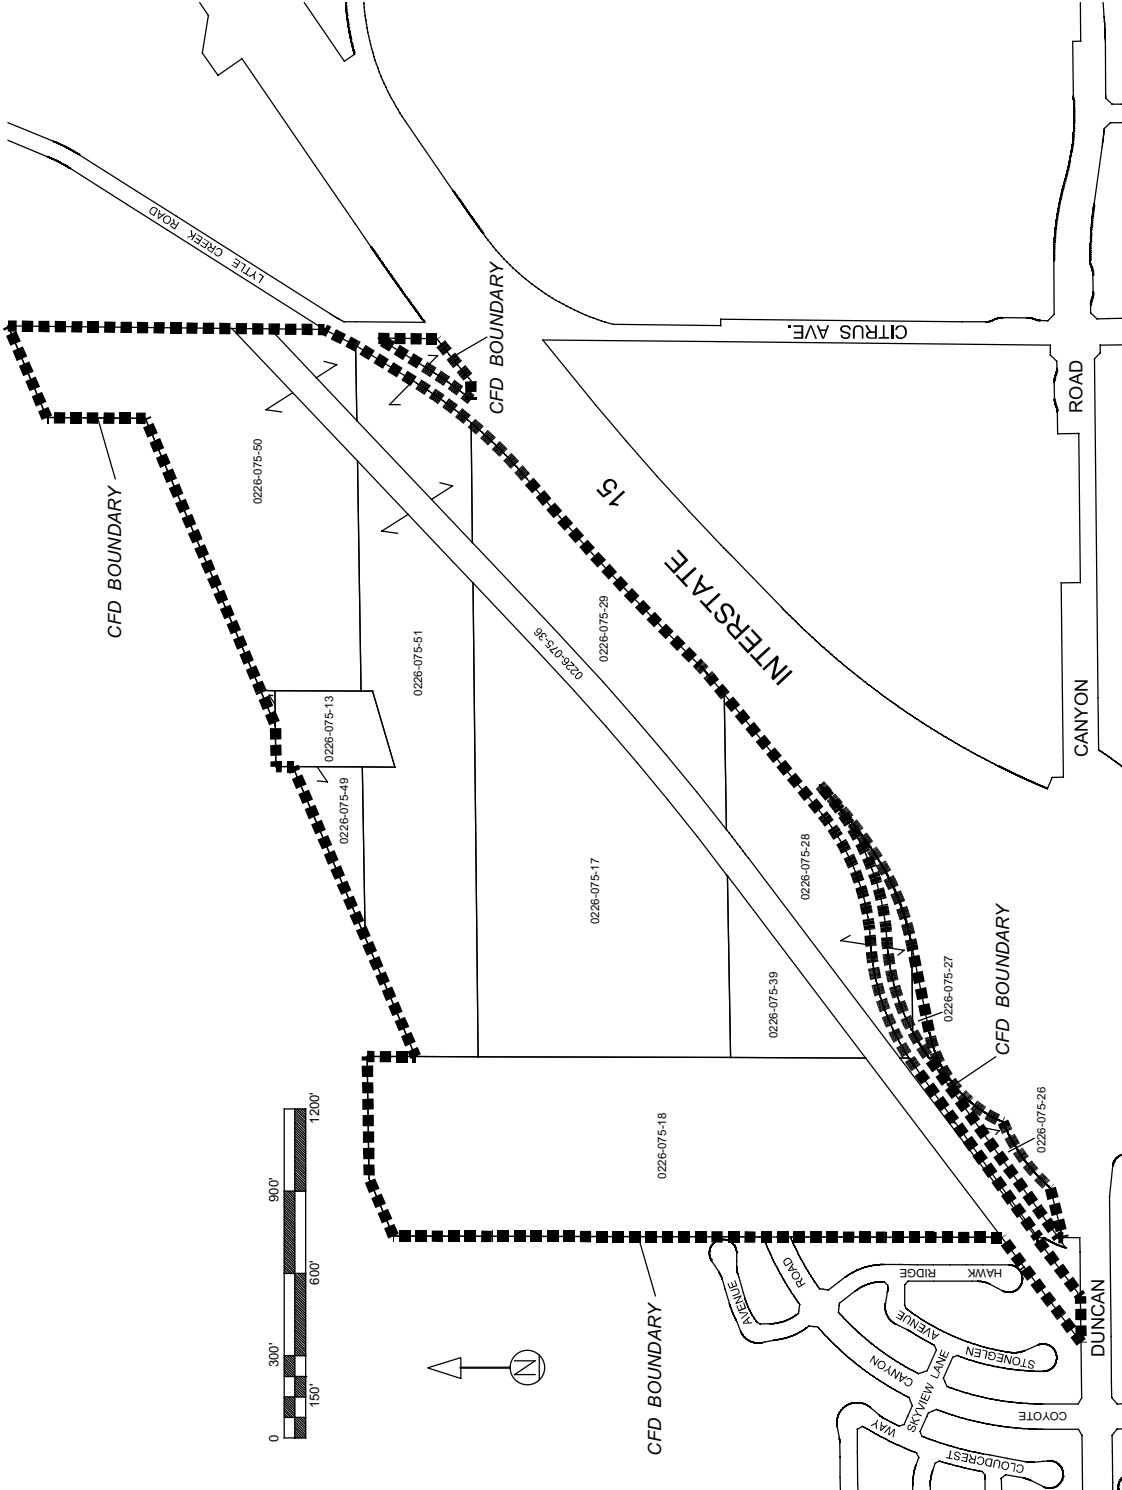 LYTLE CREEK ROAD
CFD BOUNDARY
CITRUS AVE.
ROAD
CFD BOUNDARY
0226-075-50
15
INTERSTATE
0226-075-51
0226-075-29
0226-075-36
0226-075-13
0226-075-49
CANYON
0226-075-17
0226-075-28
0226-075-39
0226-075-27
CFD BOUNDARY
0226-075-18
0226-075-26
0
150'
300'
600'
900'
1200'
N
CFD BOUNDARY
AVENUE
ROAD
HAWK RIDGE
AVENUE
STONEGLEN
CANYON
SKYVIEW LANE
WAY
CLOUDCREST
COYOTE
DUNCAN